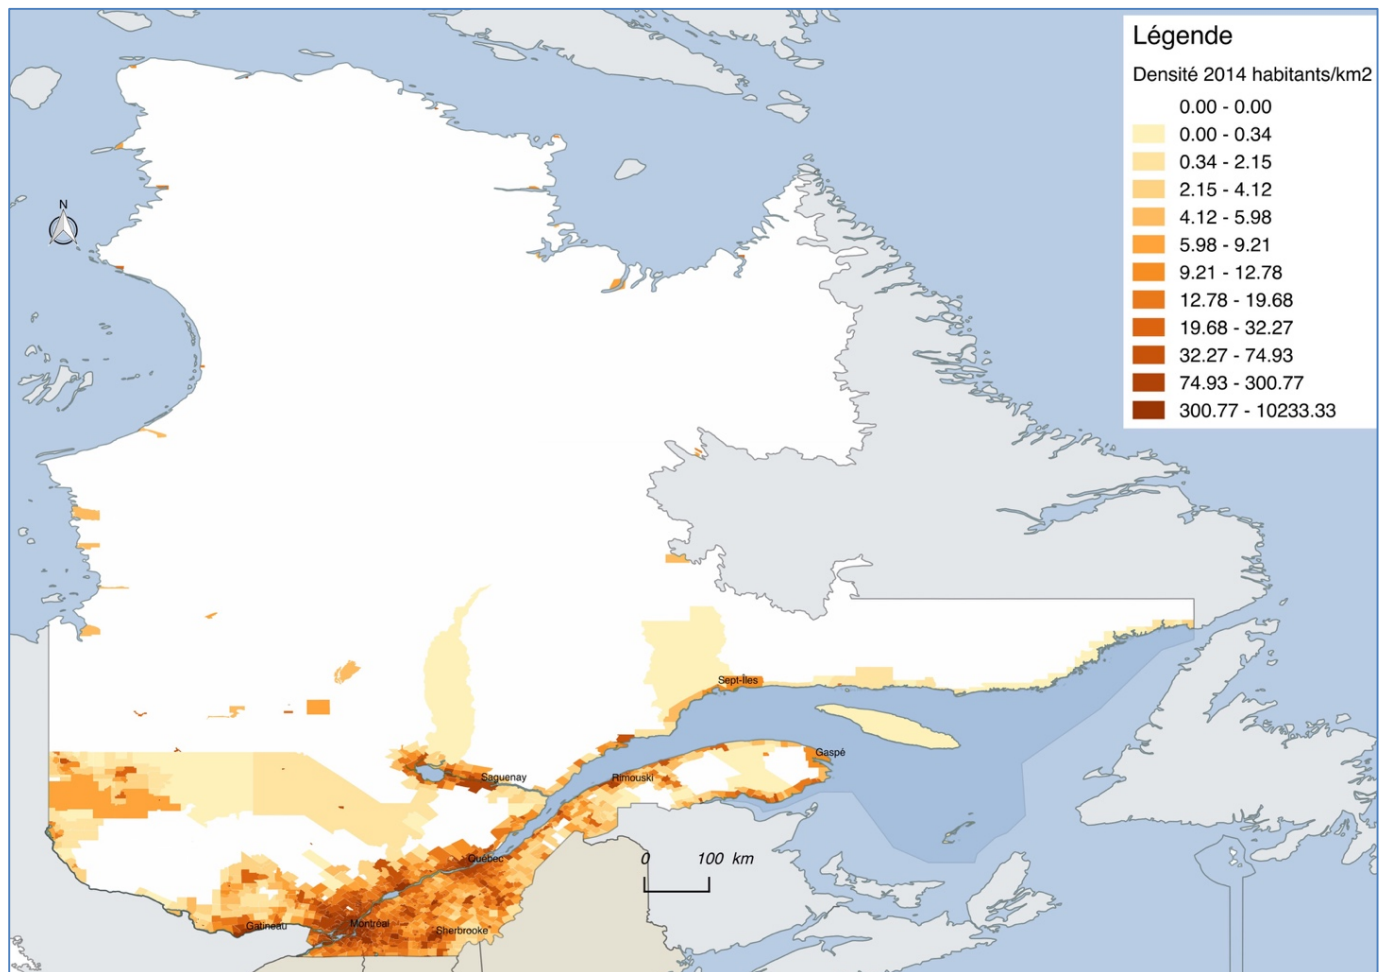 Légende
Densité 2014 habitants/km2
0.00 - 0.00
0.00 - 0.34
0.34 - 2.15
2.15 - 4.12
4.12 - 5.98
5.98 - 9.21
9.21 - 12.78
12.78 - 19.68
19.68 - 32.27
32.27 - 74.93
74.93 - 300.77
300.77 - 10233.33
N
Sept-Îles
Gaspé
Saguenay
Rimouski
Québec
0 100 km
Montréal
Gatineau
Sherbrooke